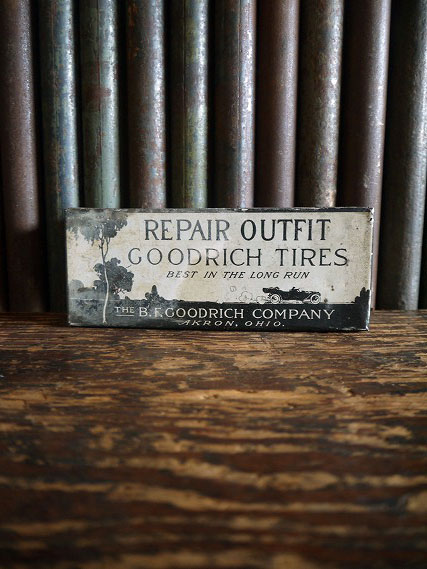 REPAIR OUTFIT
GOODRICH TIRES
BEST IN THE LONG RUN
THE B.F. GOODRICH COMPANY
AKRON, OHIO.